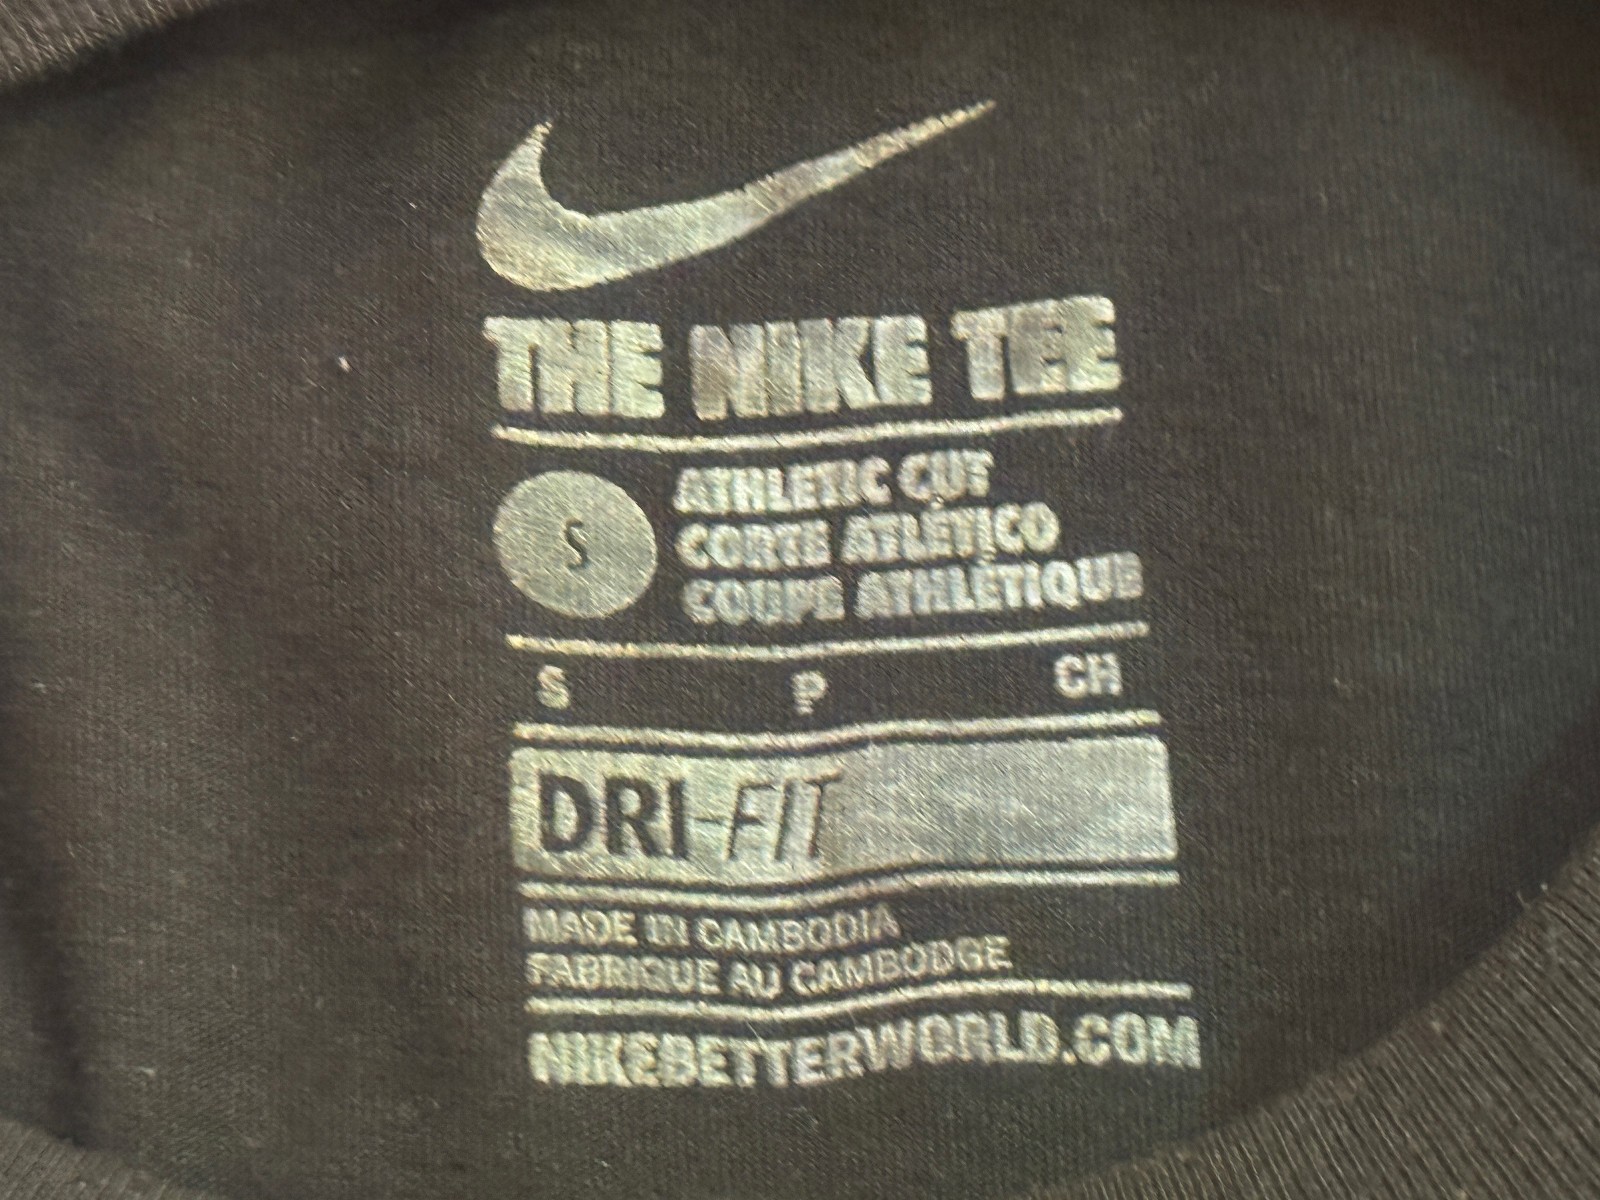 THE NIKE TEE
S
ATHLETIC CUT
CORTE ATLÉTICO
COUPE ATHLÉTIQUE
S P CH
DRI-FIT
MADE IN CAMBODIA
FABRIQUE AU CAMBODGE
NIKEBETTERWORLD.COM